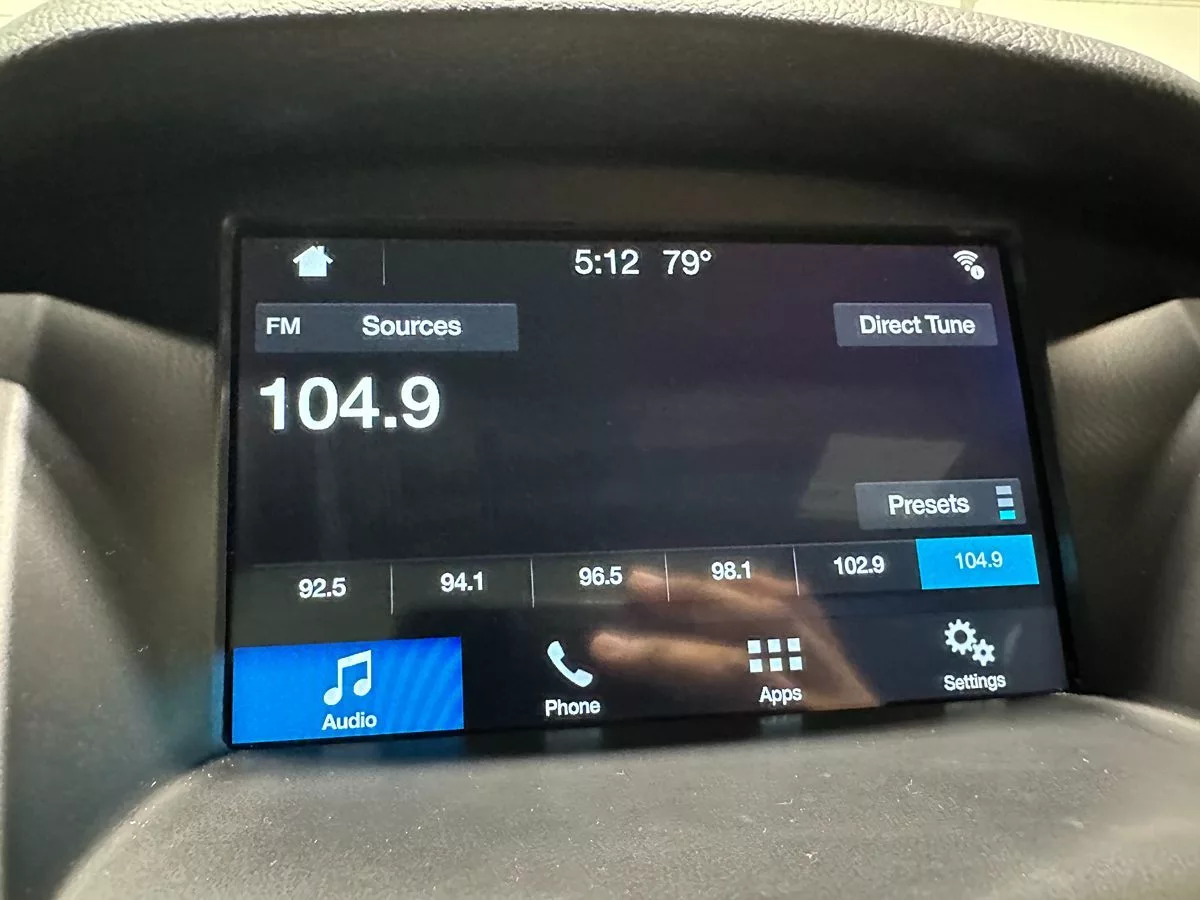 5:12 79°
FM Sources Direct Tune
104.9
Presets
92.5 94.1 96.5 98.1 102.9 104.9
Audio Phone Apps Settings